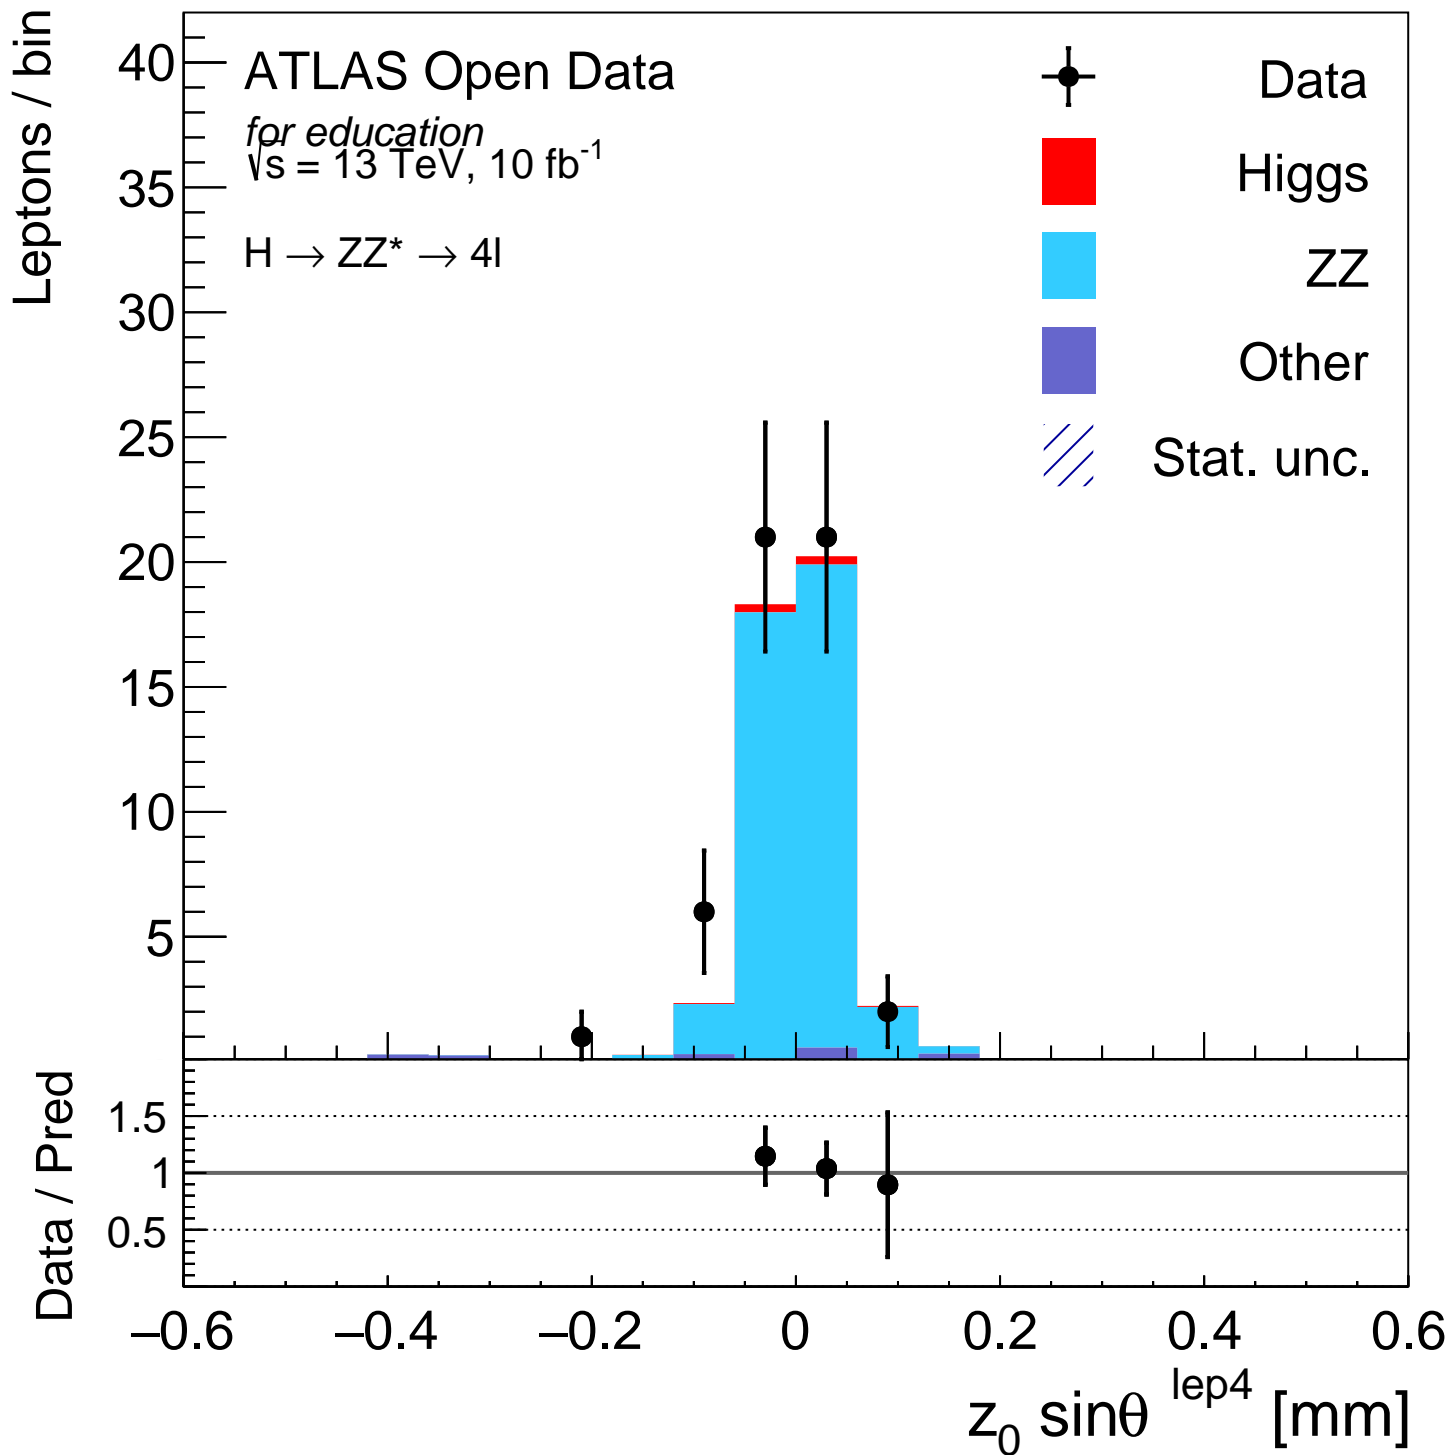 Leptons / bin
40
35
30
25
20
15
10
5
ATLAS Open Data
for education
√s = 13 TeV, 10 fb⁻¹
H → ZZ* → 4l
Data
Higgs
ZZ
Other
Stat. unc.
Data / Pred
1.5
1
0.5
−0.6 −0.4 −0.2 0 0.2 0.4 0.6
z₀ sinθ lep4 [mm]